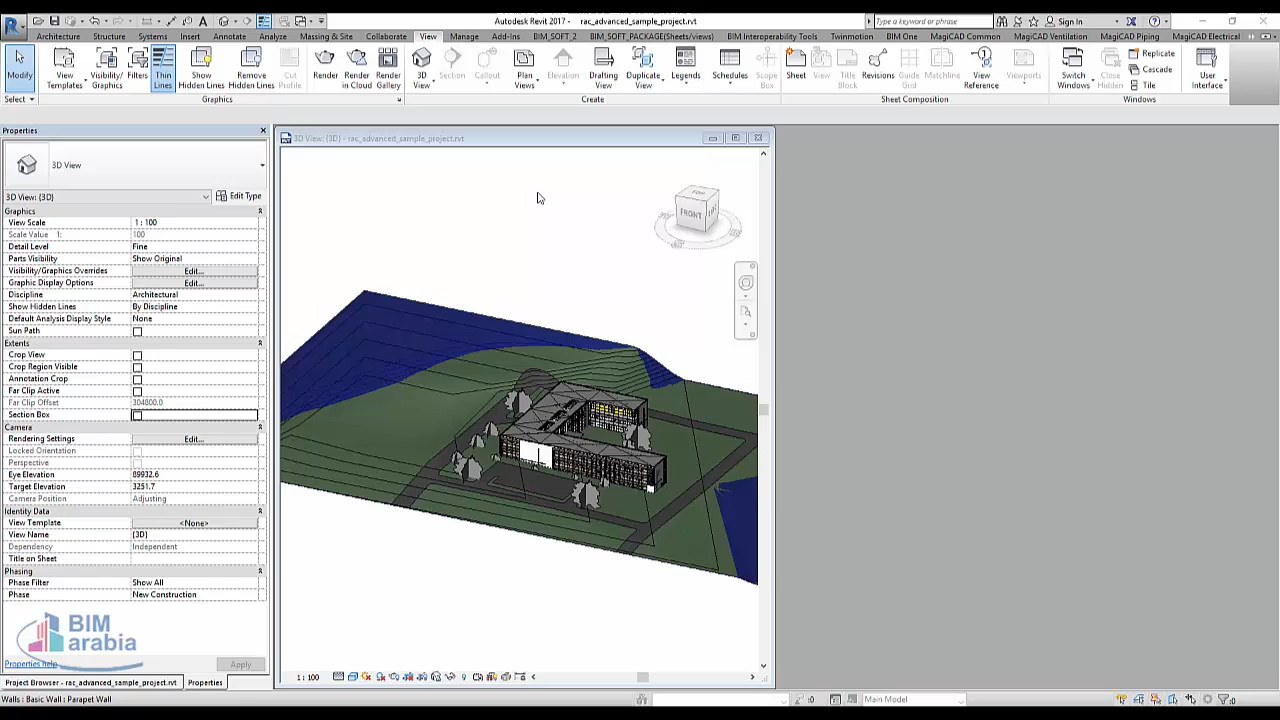 Autodesk Revit 2017 - rac_advanced_sample_project.rvt
Type a keyword or phrase
Sign In
Architecture Structure Systems Insert Annotate Analyze Massing & Site Collaborate View Manage Add-Ins BIM_SOFT_2 BIM_SOFT_PACKAGE(Sheets/views) BIM Interoperability Tools Twinmotion BIM One MagiCAD Common MagiCAD Ventilation MagiCAD Piping MagiCAD Electrical
Modify
View Templates
Visibility/ Graphics
Filters
Thin Lines
Show Hidden Lines
Remove Hidden Lines
Cut Profile
Render
Render in Cloud
Render Gallery
3D View
Section
Callout
Plan Views
Elevation
Drafting View
Duplicate View
Legends
Schedules
Scope Box
Sheet
View
Title Block
Revisions
Guide Grid
Matchline
View Reference
Viewports
Switch Windows
Close Hidden
Replicate
Cascade
Tile
User Interface
Select
Graphics
Create
Sheet Composition
Windows
Properties
3D View
3D View: {3D}
Edit Type
Graphics
View Scale 1 : 100
Scale Value 1: 100
Detail Level Fine
Parts Visibility Show Original
Visibility/Graphics Overrides Edit...
Graphic Display Options Edit...
Discipline Architectural
Show Hidden Lines By Discipline
Default Analysis Display Style None
Sun Path
Extents
Crop View
Crop Region Visible
Annotation Crop
Far Clip Active
Far Clip Offset 304800.0
Section Box
Camera
Rendering Settings Edit...
Locked Orientation
Perspective
Eye Elevation 89932.6
Target Elevation 3251.7
Camera Position Adjusting
Identity Data
View Template <None>
View Name {3D}
Dependency Independent
Title on Sheet
Phasing
Phase Filter Show All
Phase New Construction
BIM
arabia
Properties help
Apply
Project Browser - rac_advanced_sample_project.rvt
Properties
3D View: {3D} - rac_advanced_sample_project.rvt
TOP
FRONT
1 : 100
Walls : Basic Wall : Parapet Wall
:0
Main Model
:0